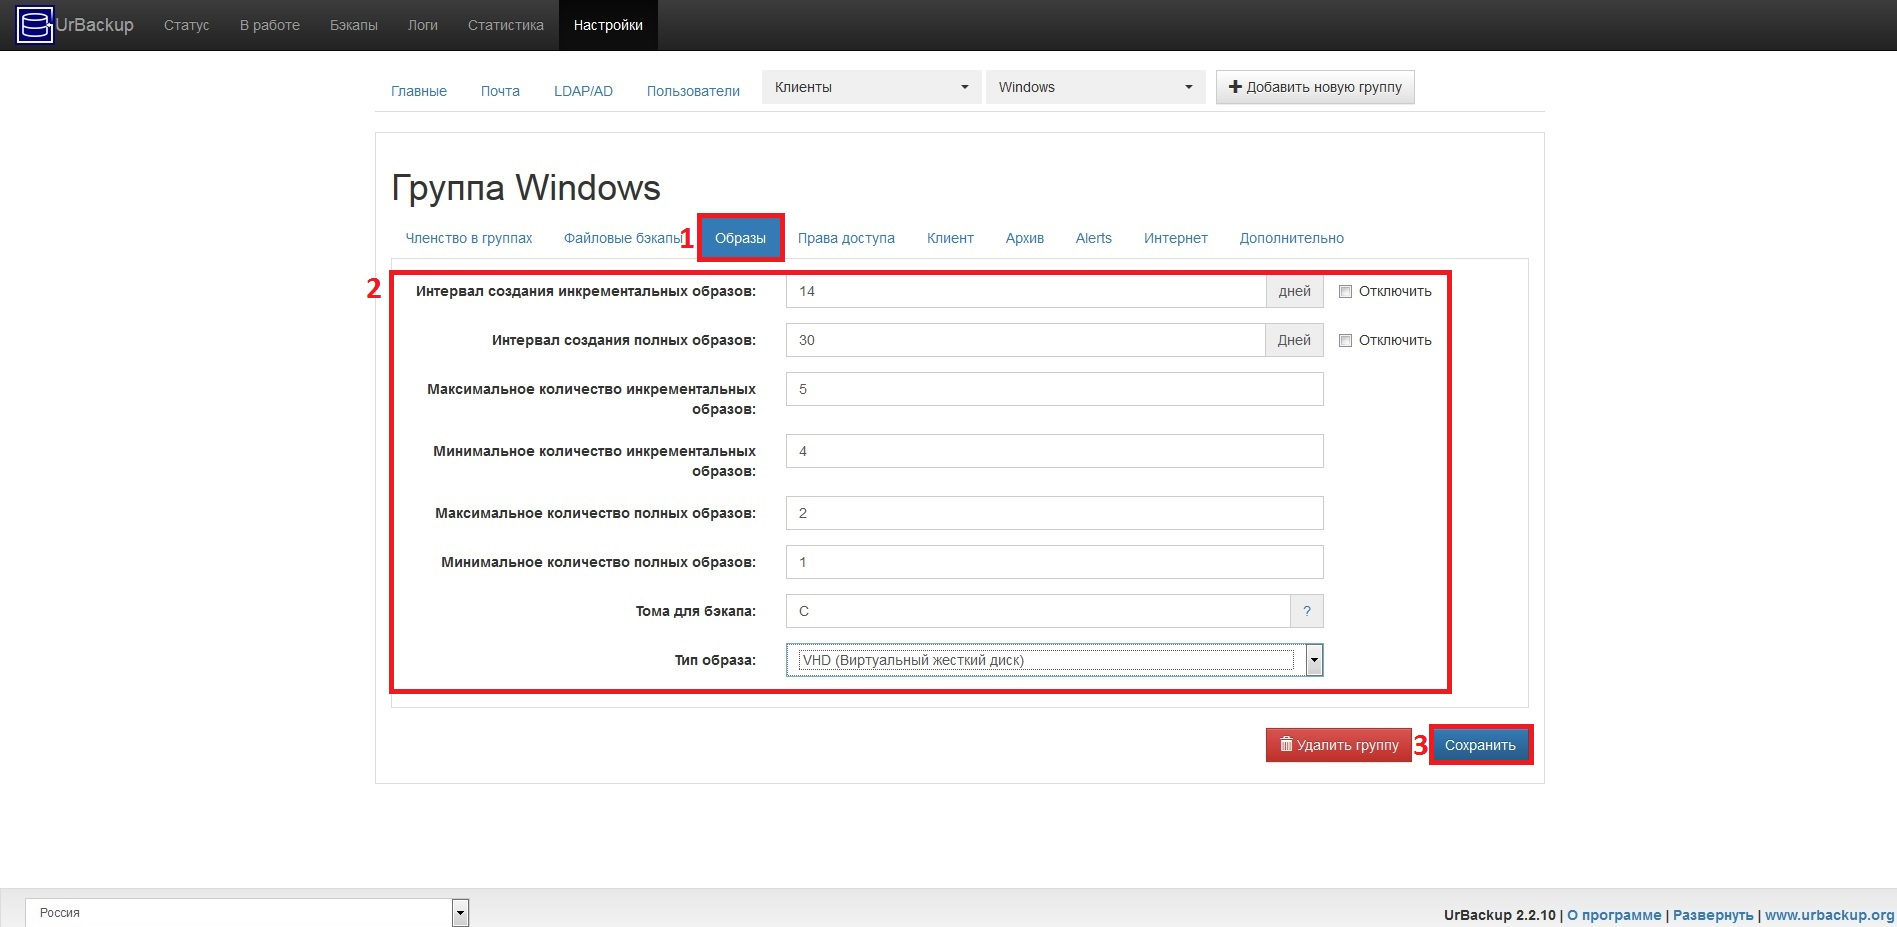 UrBackup Статус В работе Бэкапы Логи Статистика Настройки
Главные Почта LDAP/AD Пользователи Клиенты Windows Добавить новую группу
Группа Windows
Членство в группах Файловые бэкапы 1 Образы Права доступа Клиент Архив Alerts Интернет Дополнительно
2 Интервал создания инкрементальных образов: 14 дней Отключить
Интервал создания полных образов: 30 Дней Отключить
Максимальное количество инкрементальных
образов: 5
Минимальное количество инкрементальных
образов: 4
Максимальное количество полных образов: 2
Минимальное количество полных образов: 1
Тома для бэкапа: C ?
Тип образа: VHD (Виртуальный жесткий диск)
Удалить группу 3 Сохранить
Россия
UrBackup 2.2.10 | О программе | Развернуть | www.urbackup.org